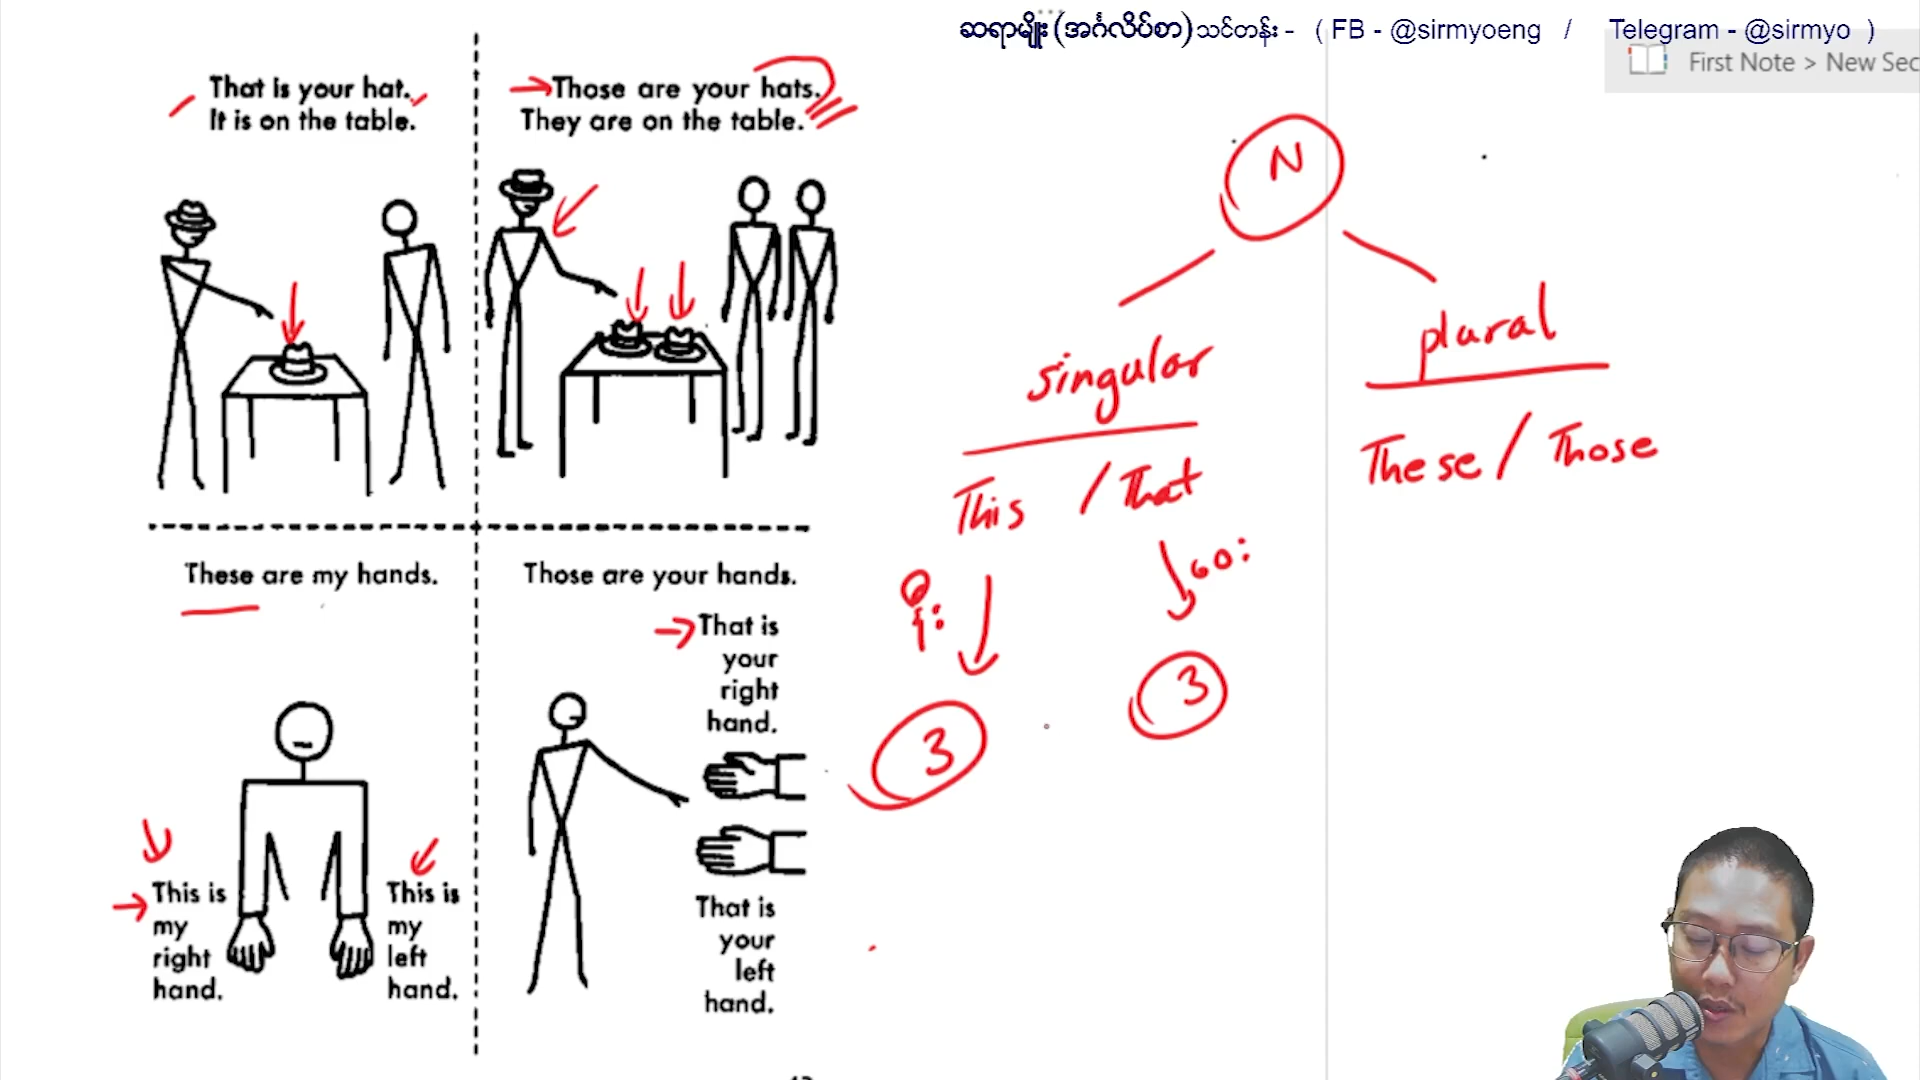 ဆရာမျိုး (အင်္ဂလိပ်စာ) သင်တန်း - ( FB - @sirmyoeng / Telegram - @sirmyo )
First Note > New Sec
That is your hat.
It is on the table.
Those are your hats.
They are on the table.
These are my hands.
Those are your hands.
That is
your
right
hand.
This is
my
right
hand.
This is
my
left
hand.
That is
your
left
hand.
N
singular
plural
This / That
These / Those
3
3